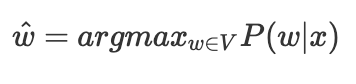 ŵ = argmax_{w∈V} P(w|x)